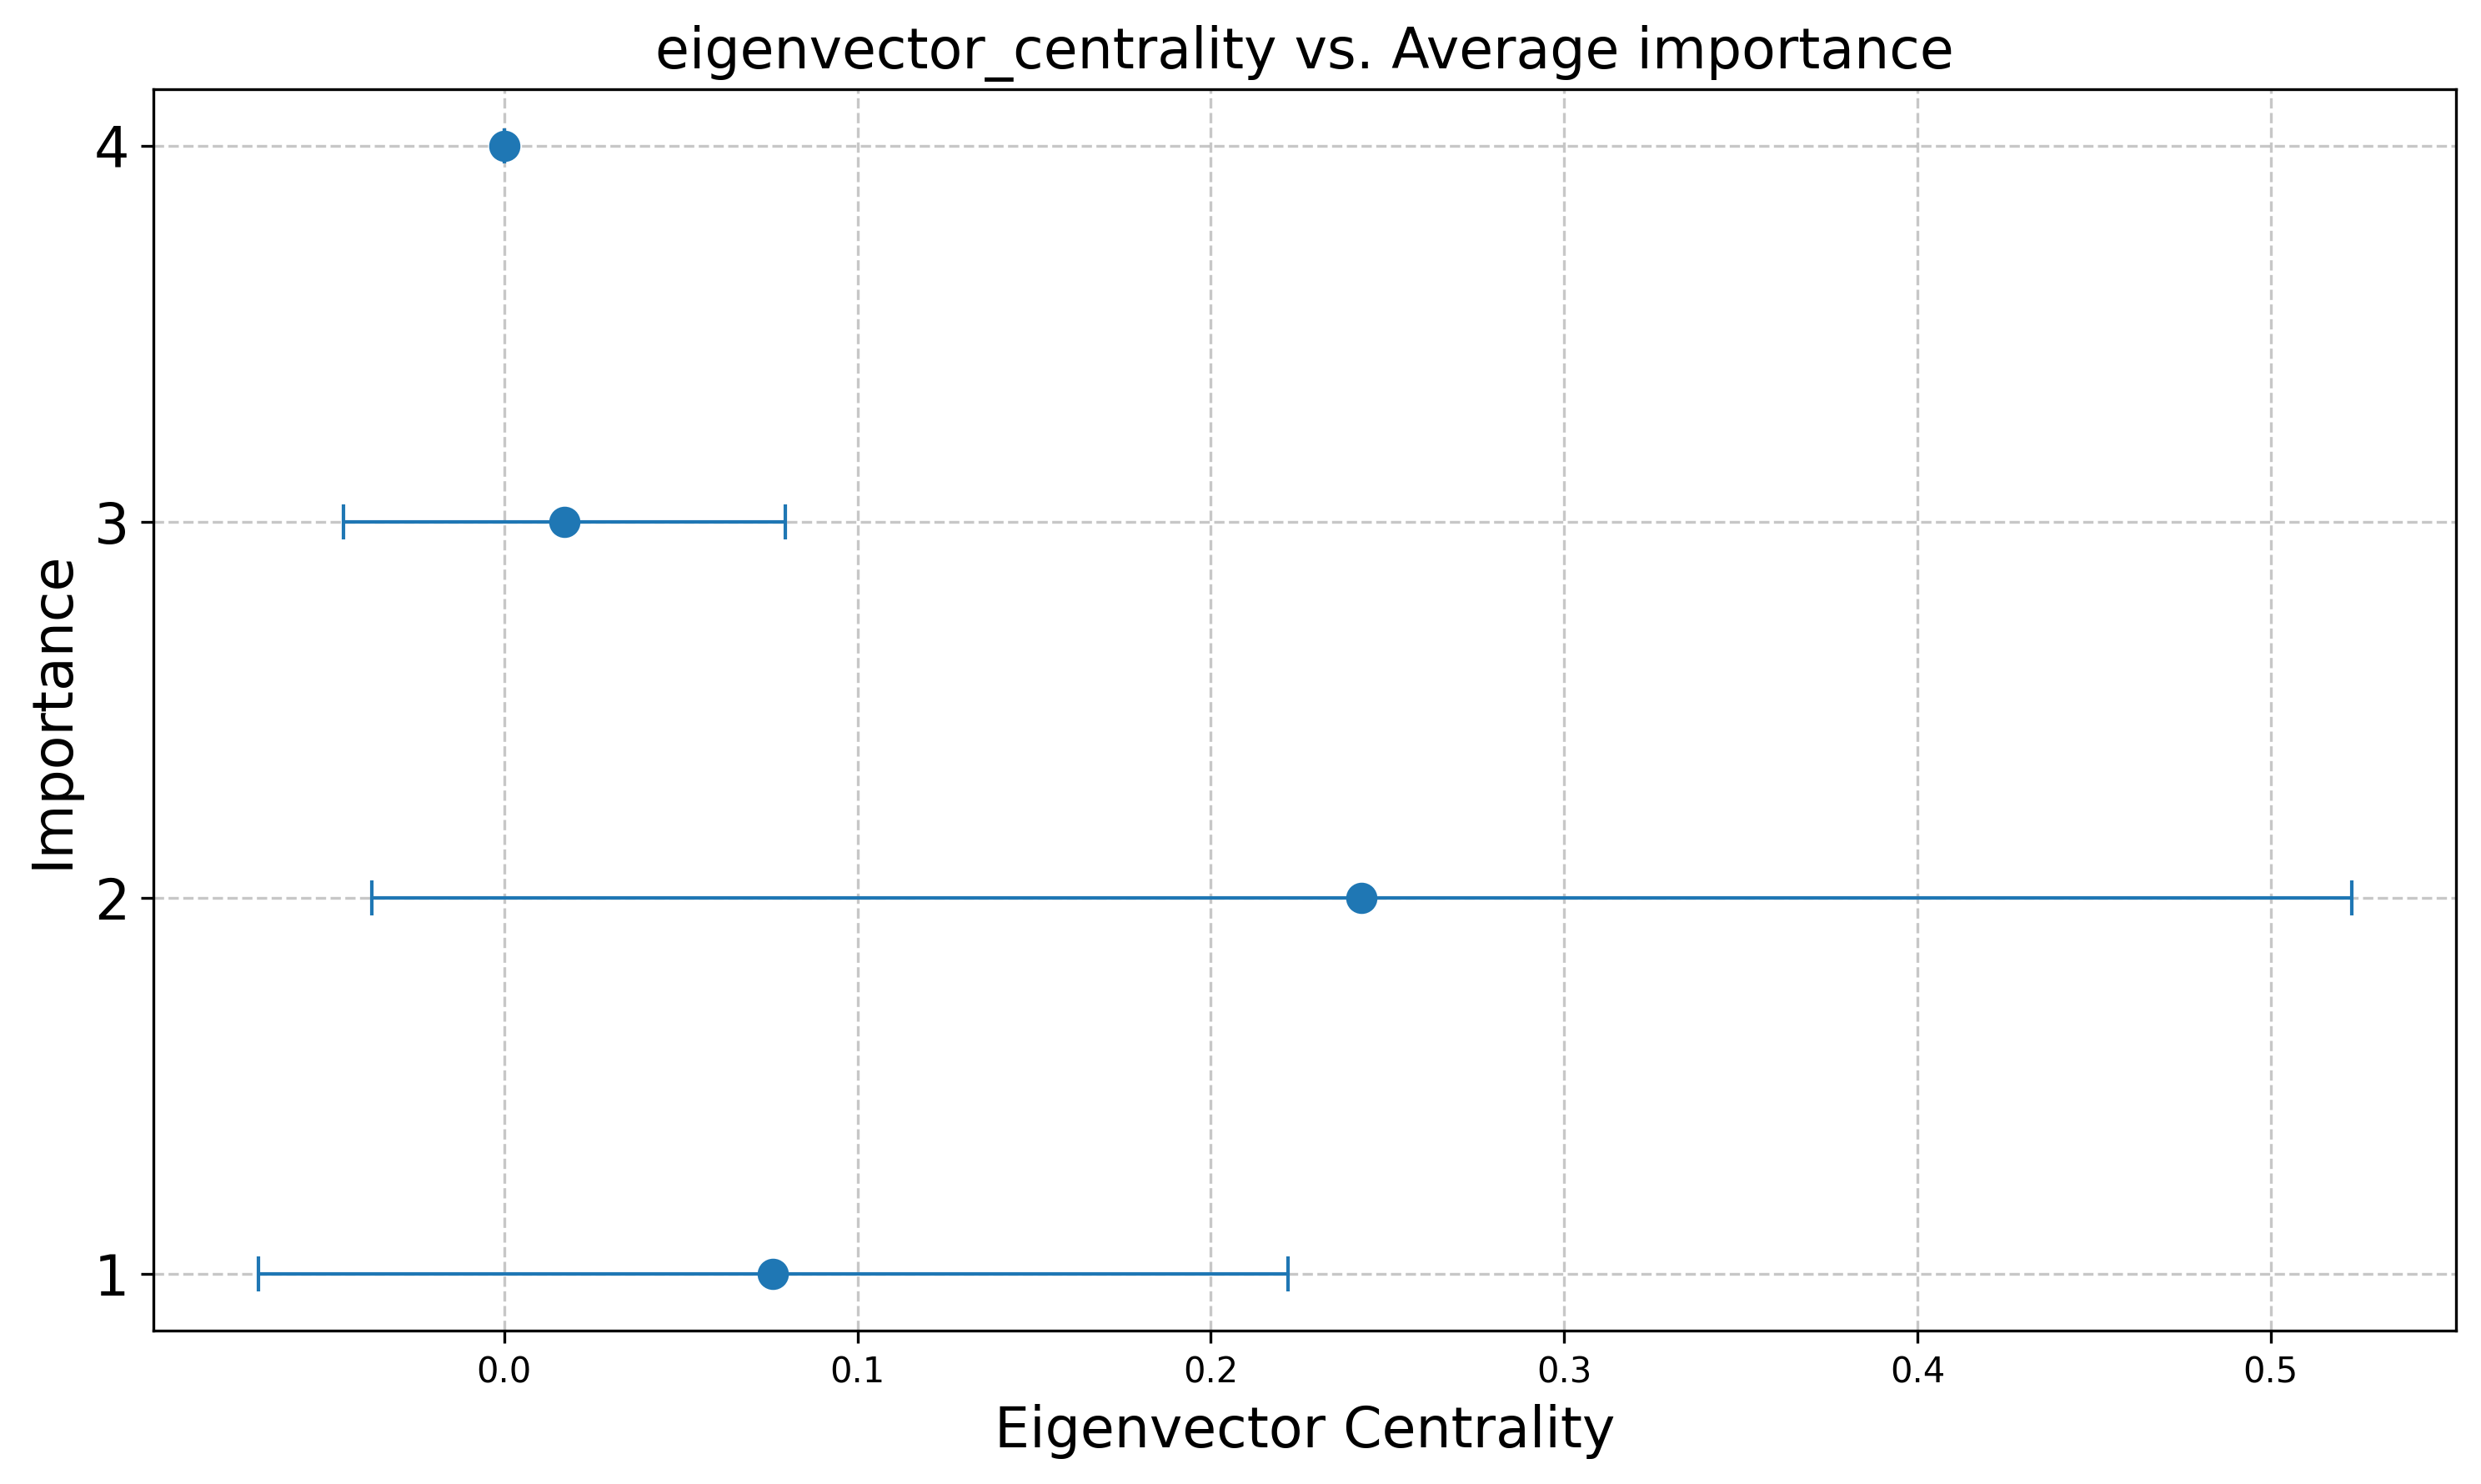 eigenvector_centrality vs. Average importance
4
3
2
1
Importance
0.0 0.1 0.2 0.3 0.4 0.5
Eigenvector Centrality